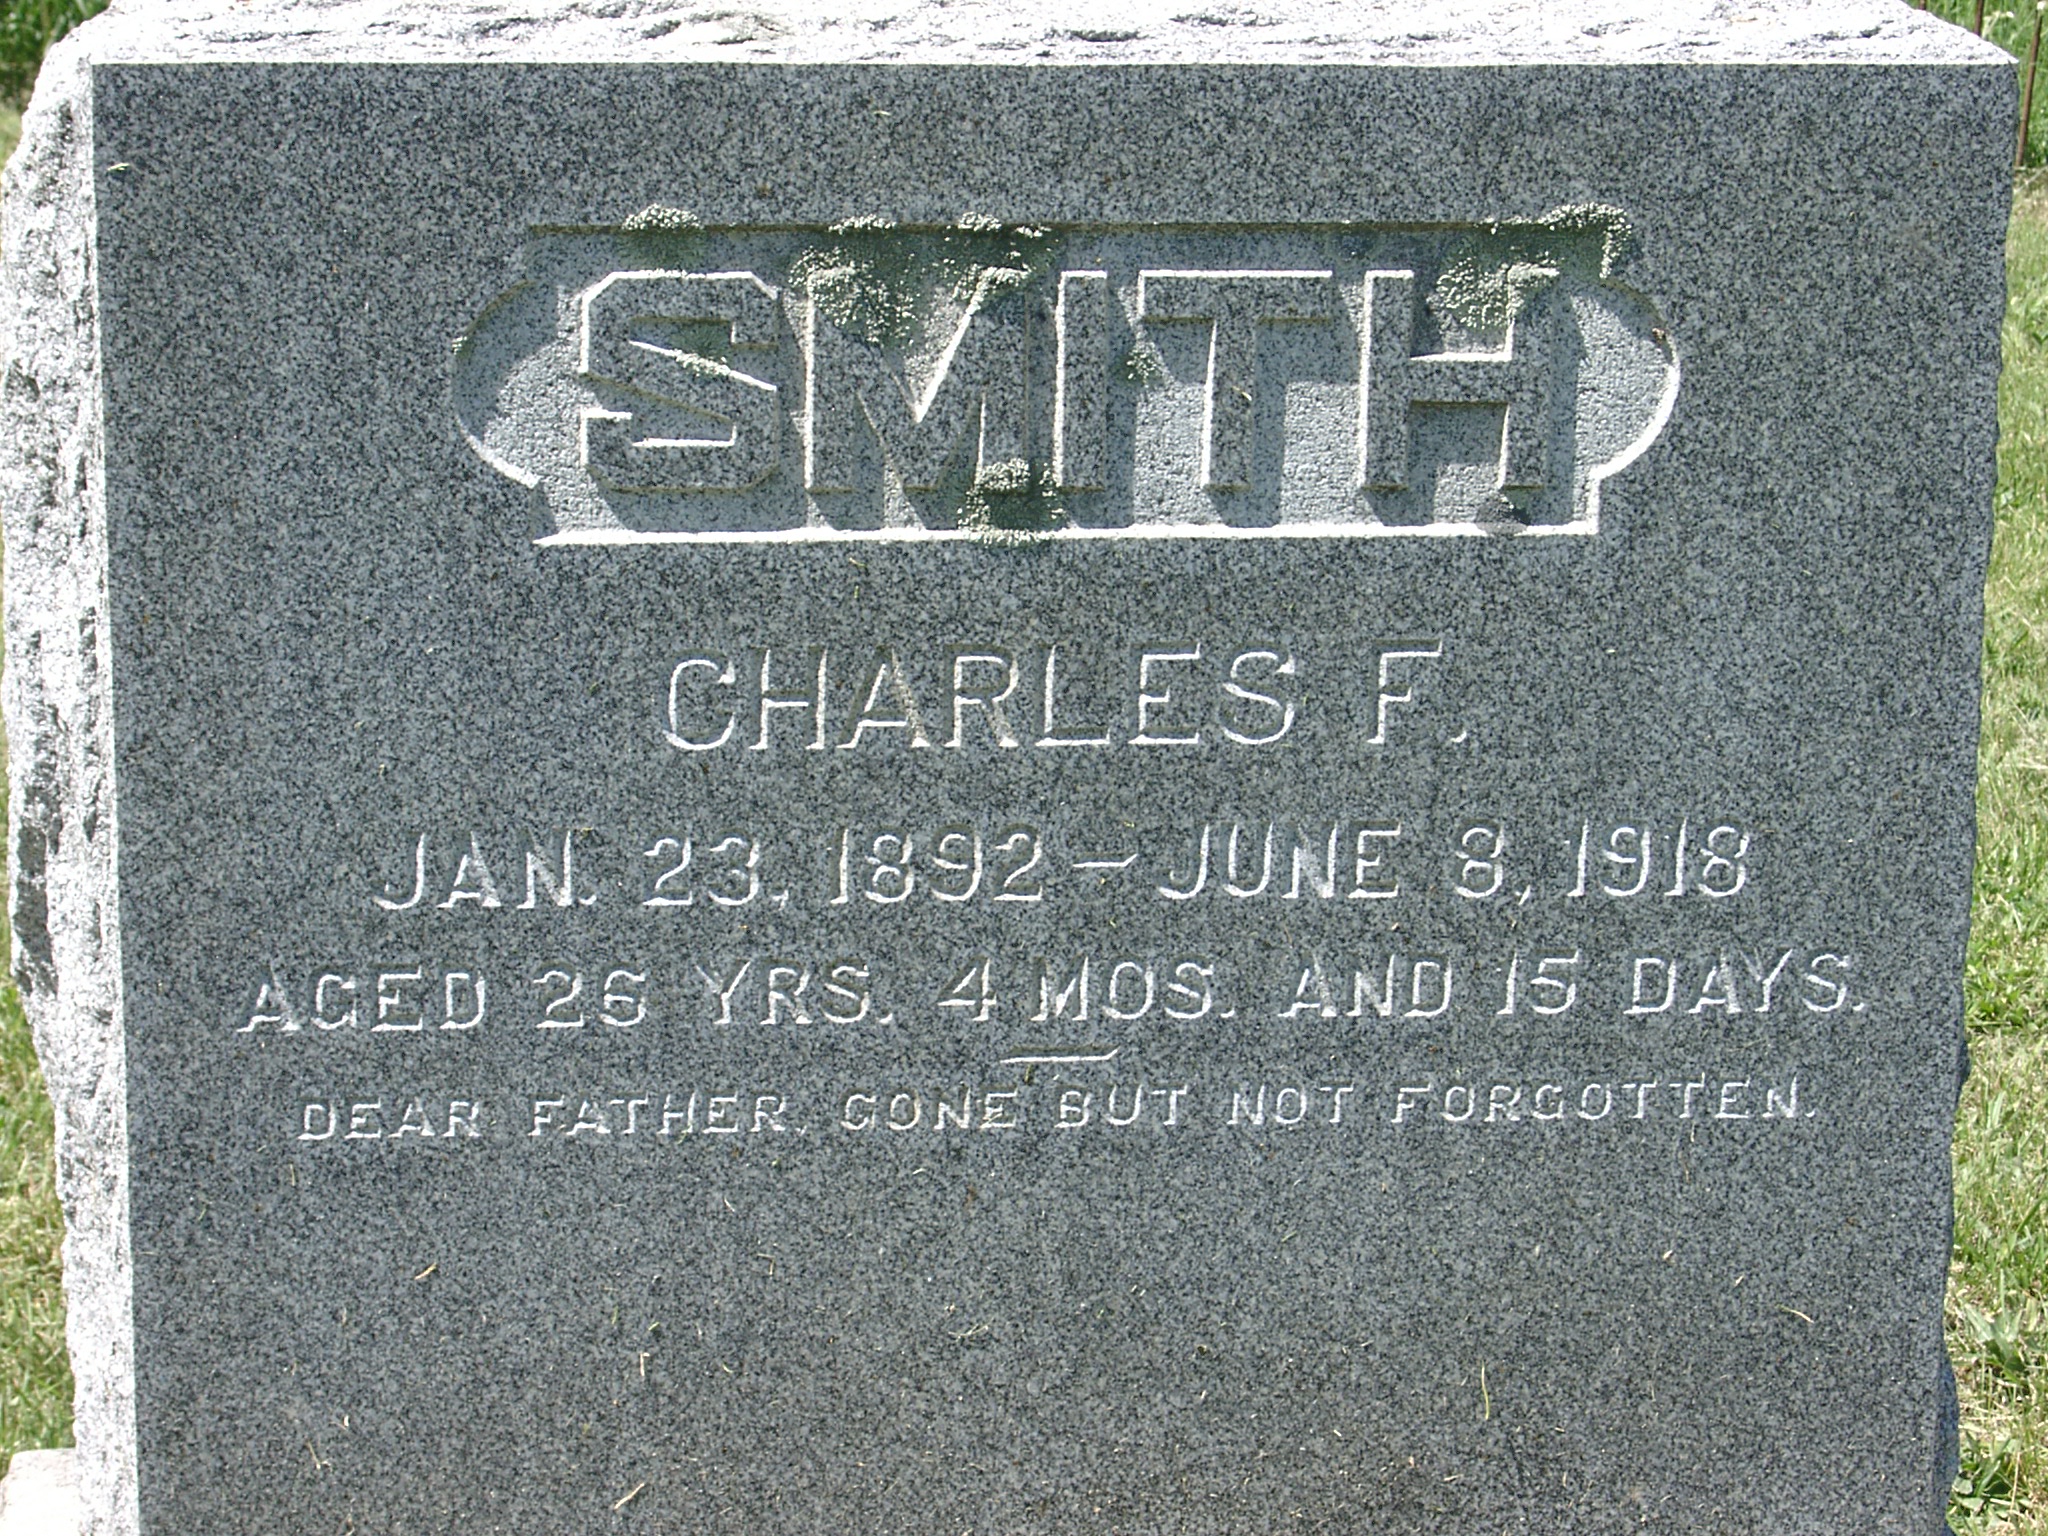 SMITH
CHARLES F.
JAN. 23, 1892 – JUNE 8, 1918
AGED 26 YRS. 4 MOS. AND 15 DAYS.
DEAR FATHER, GONE BUT NOT FORGOTTEN.